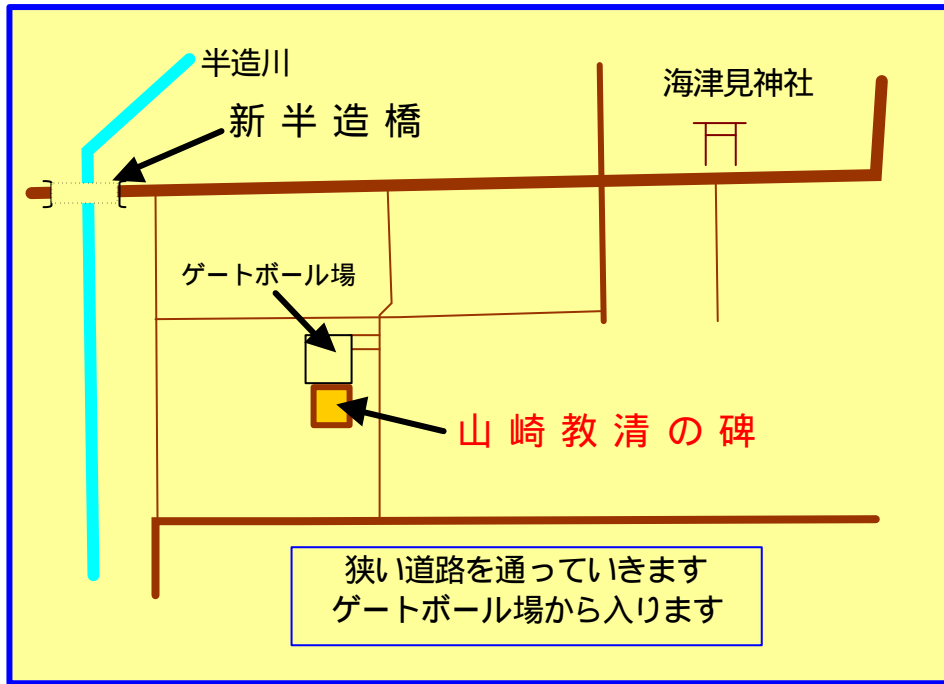 半造川
海津見神社
新半造橋
ゲートボール場
山崎教清の碑
狭い道路を通っていきます
ゲートボール場から入ります